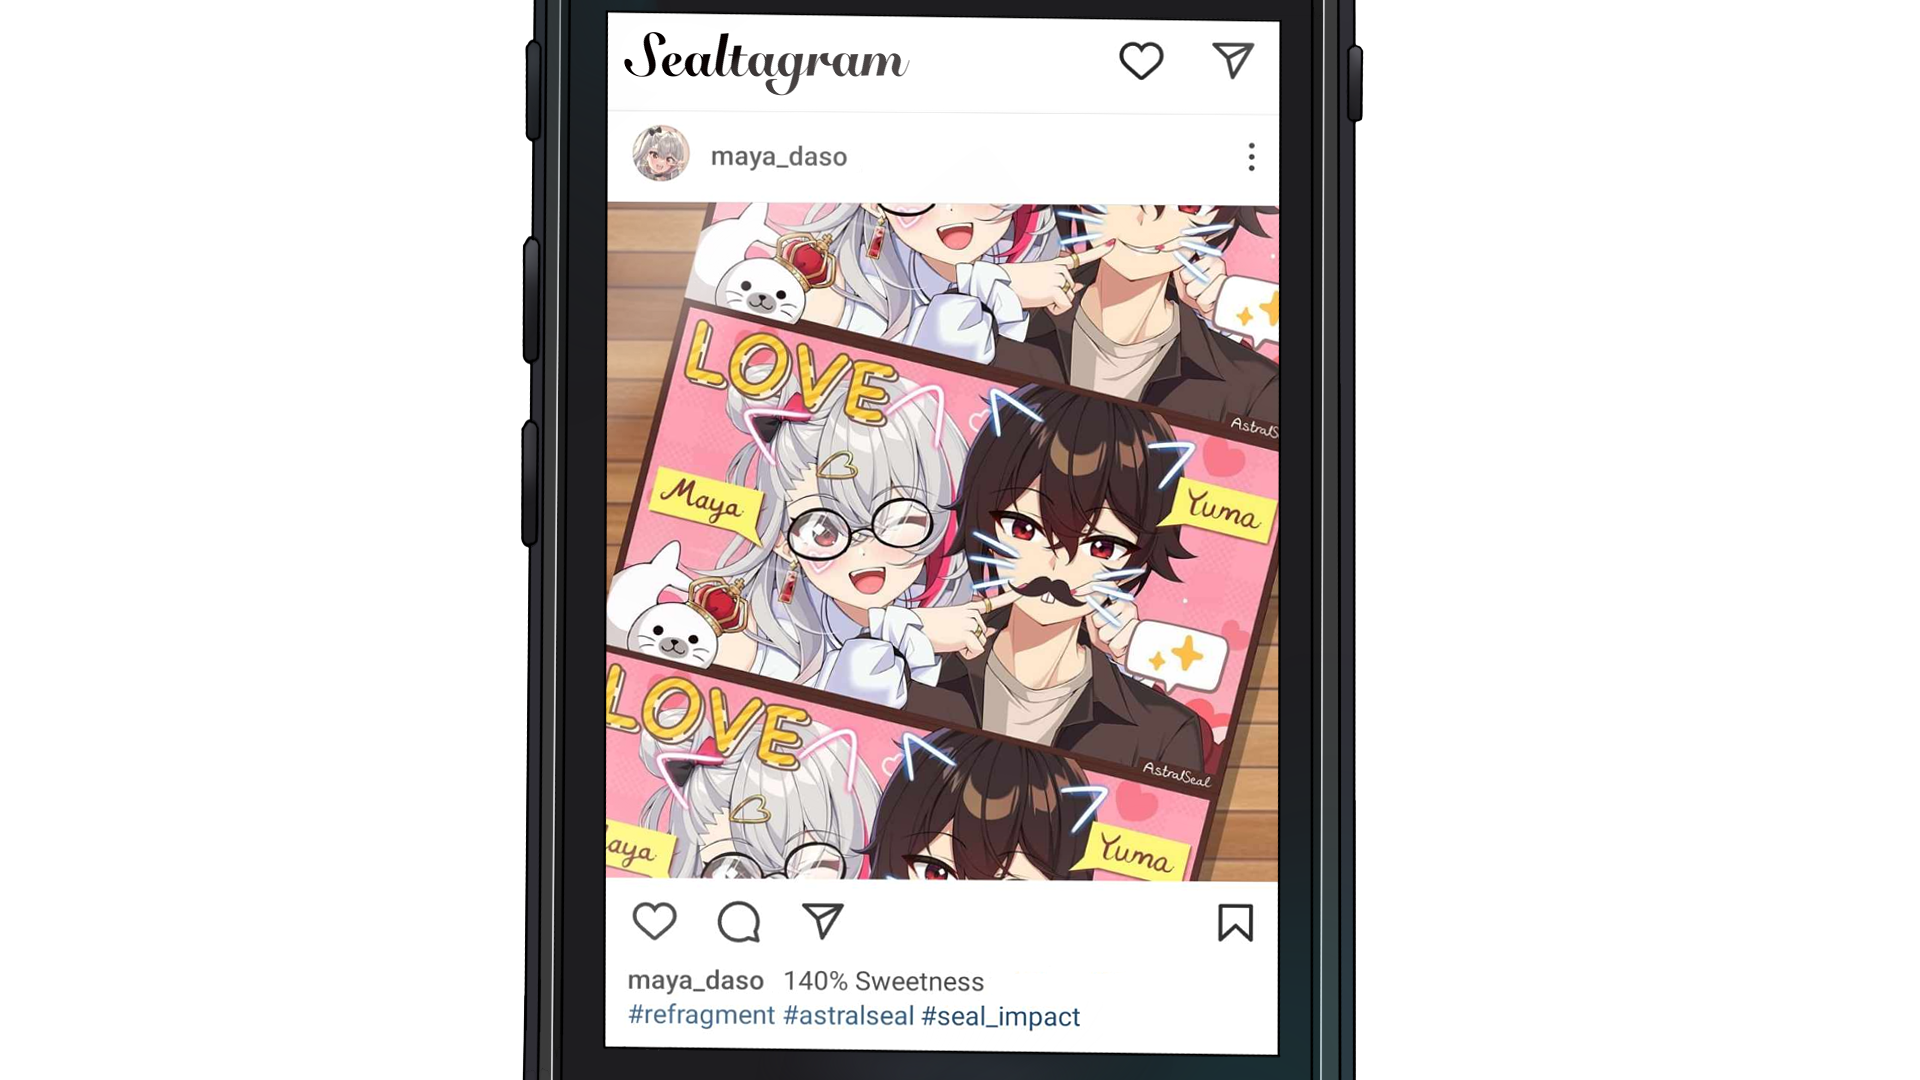 Sealtagram
maya_daso
LOVE
AstralS
Maya
Yuma
LOVE
AstralSeal
aya
Yuma
maya_daso 140% Sweetness
#refragment #astralseal #seal_impact